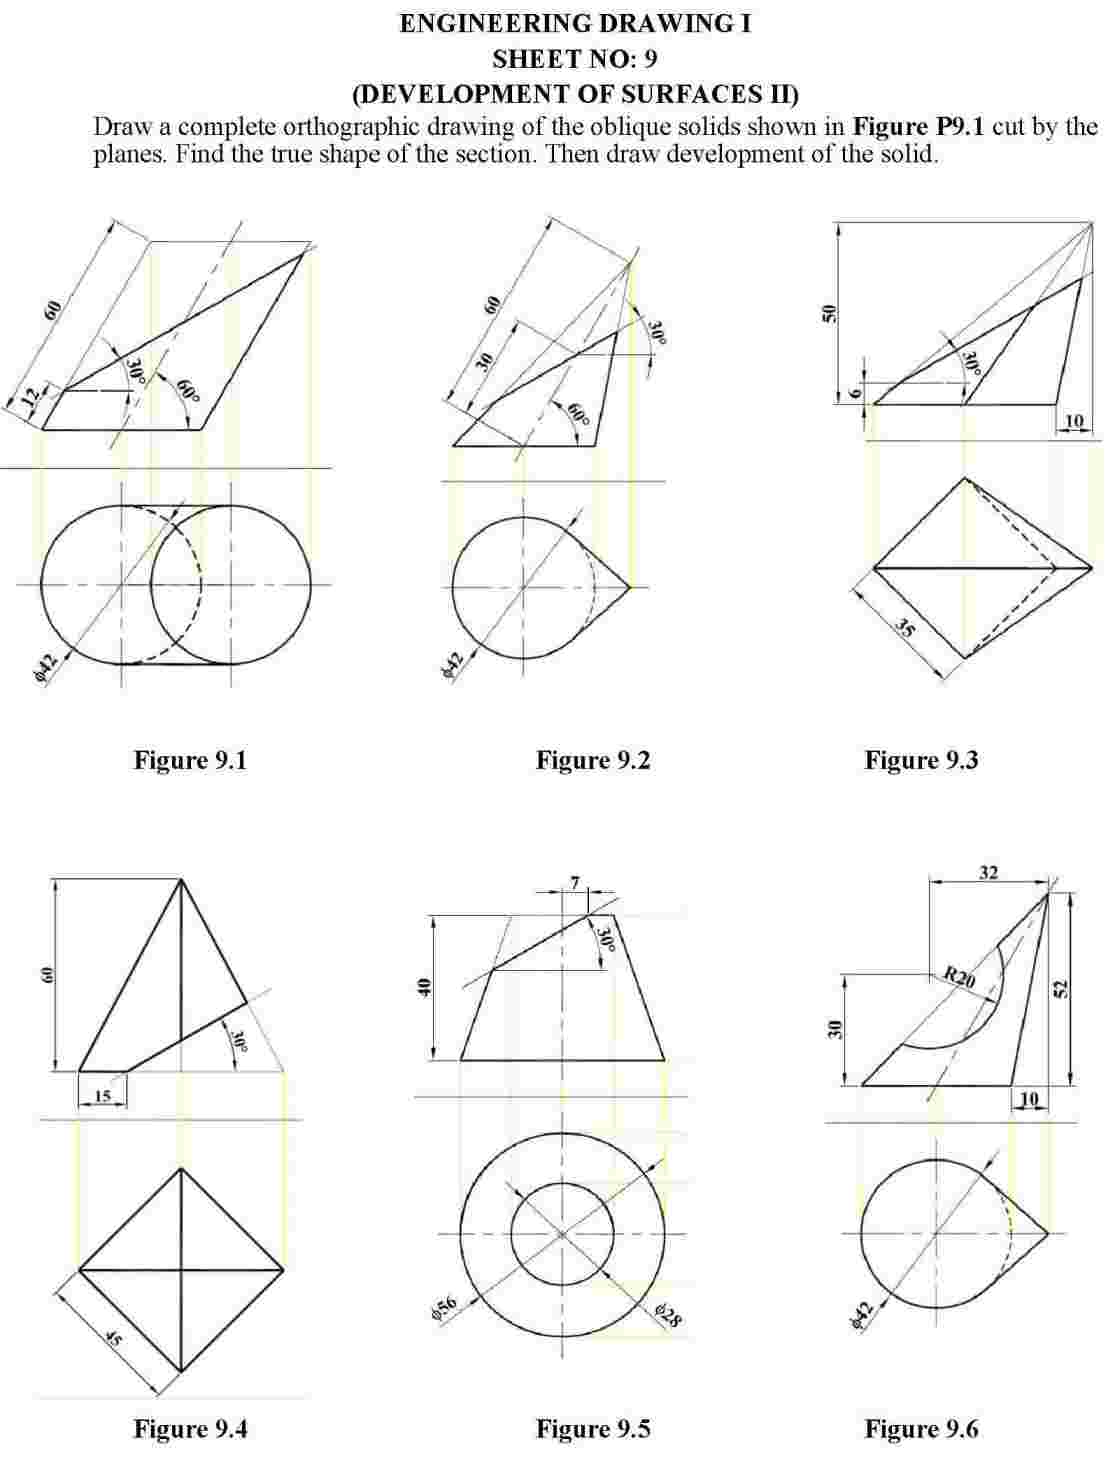 ENGINEERING DRAWING I
SHEET NO: 9
(DEVELOPMENT OF SURFACES II)
Draw a complete orthographic drawing of the oblique solids shown in Figure P9.1 cut by the
planes. Find the true shape of the section. Then draw development of the solid.
60
12
30°
60°
ϕ42
Figure 9.1
60
30
30°
60°
ϕ42
Figure 9.2
50
6
30°
10
35
Figure 9.3
60
15
30°
45
Figure 9.4
7
40
30°
ϕ56
ϕ28
Figure 9.5
32
R20
30
52
10
ϕ42
Figure 9.6